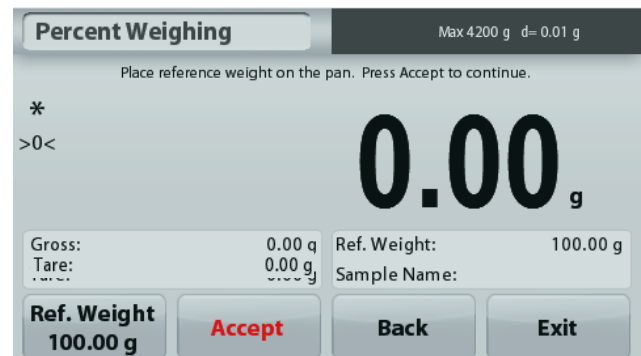 Percent Weighing
Max 4200 g d= 0.01 g
Place reference weight on the pan. Press Accept to continue.
*
>0<
0.00 g
Gross: 0.00 g
Tare: 0.00 g
Ref. Weight: 100.00 g
Sample Name:
Ref. Weight
100.00 g
Accept
Back
Exit